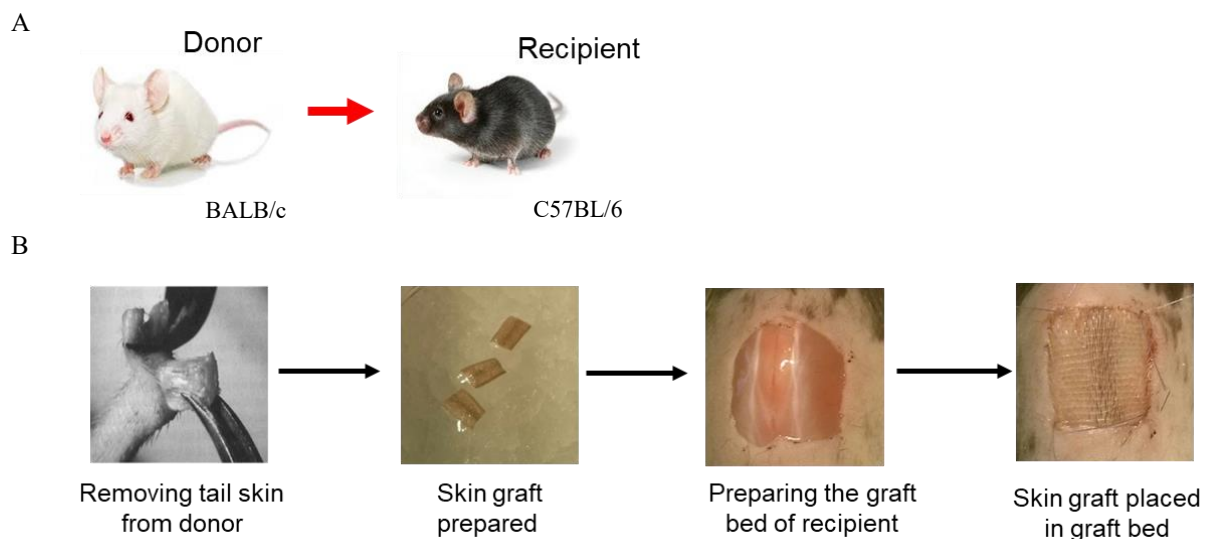 A
Donor
Recipient
BALB/c
C57BL/6
B
Removing tail skin
from donor
Skin graft
prepared
Preparing the graft
bed of recipient
Skin graft placed
in graft bed